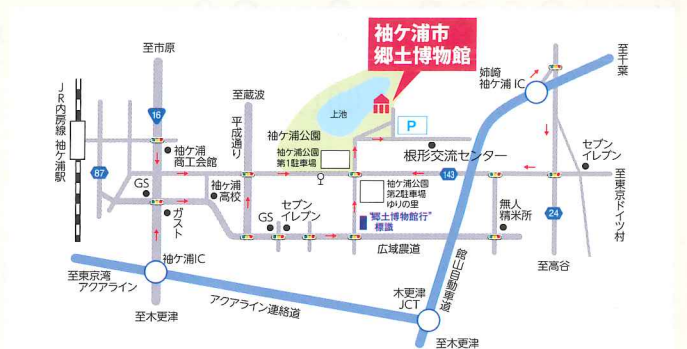 袖ケ浦市
郷土博物館
至市原
至千葉
姉崎
袖ケ浦 IC
至蔵波
JR内房線 袖ケ浦駅
16
平成通り
上池
P
袖ケ浦公園
袖ケ浦
商工会館
袖ケ浦公園
第1駐車場
根形交流センター
セブン
イレブン
87
GS
袖ケ浦
高校
143
袖ケ浦公園
第2駐車場
ゆりの里
無人
精米所
至東京ドイツ村
ガスト
GS
セブン
イレブン
"郷土博物館行"
標識
24
広域農道
館山自動車道
至高谷
袖ケ浦IC
至東京湾
アクアライン
アクアライン連絡道
木更津
JCT
至木更津
至木更津